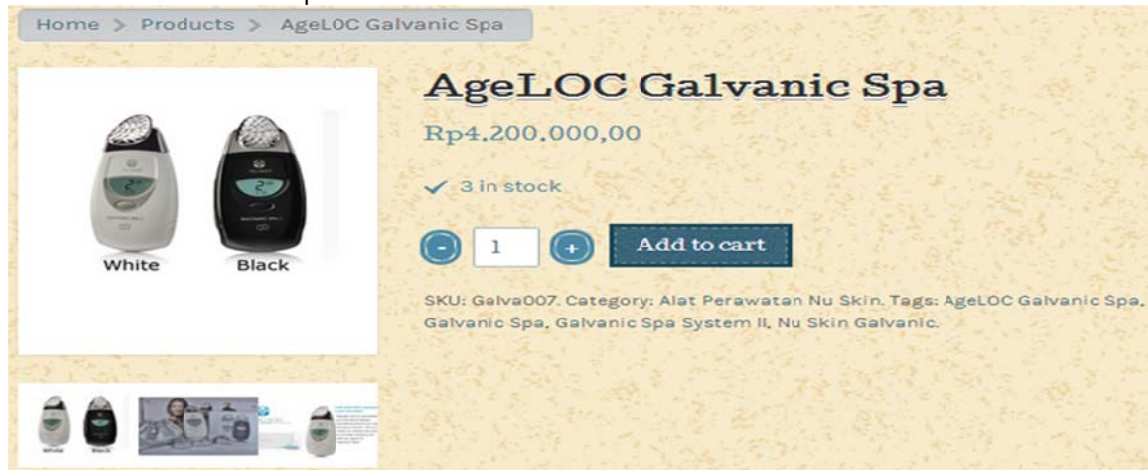 Home > Products > AgeLOC Galvanic Spa
AgeLOC Galvanic Spa
Rp4.200.000,00
✓ 3 in stock
- 1 + Add to cart
White Black
SKU: Galva007. Category: Alat Perawatan Nu Skin. Tags: AgeLOC Galvanic Spa,
Galvanic Spa, Galvanic Spa System II, Nu Skin Galvanic.
White Black